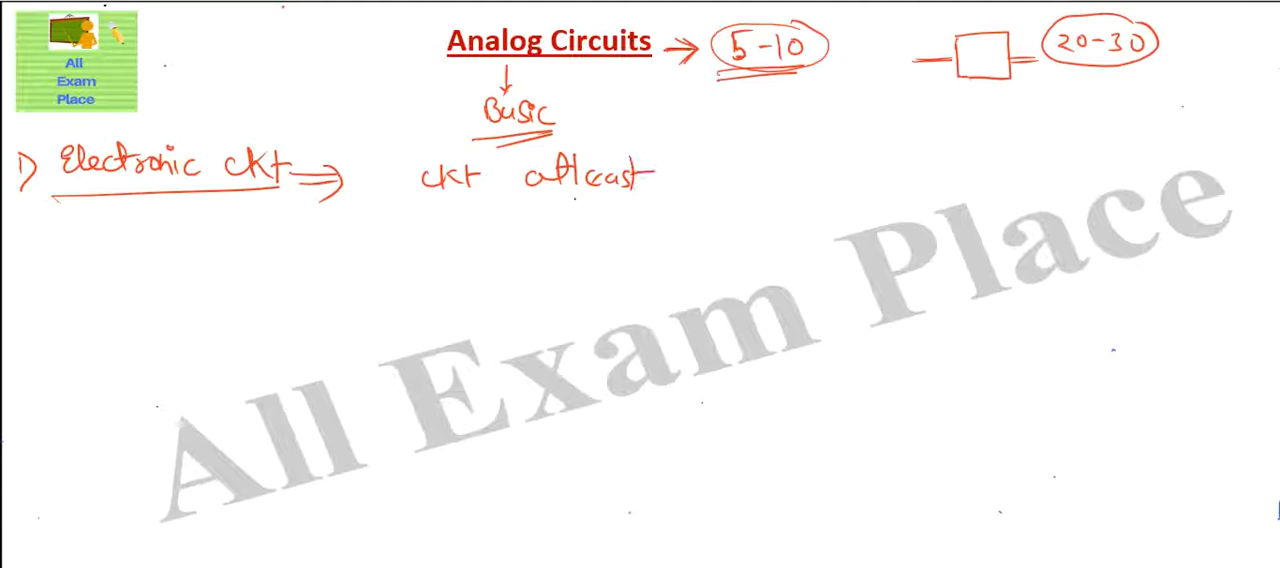 All
Exam
Place
Analog Circuits → 5-10
20-30
Basic
1) Electronic ckt ⇒ ckt atleast
All Exam Place